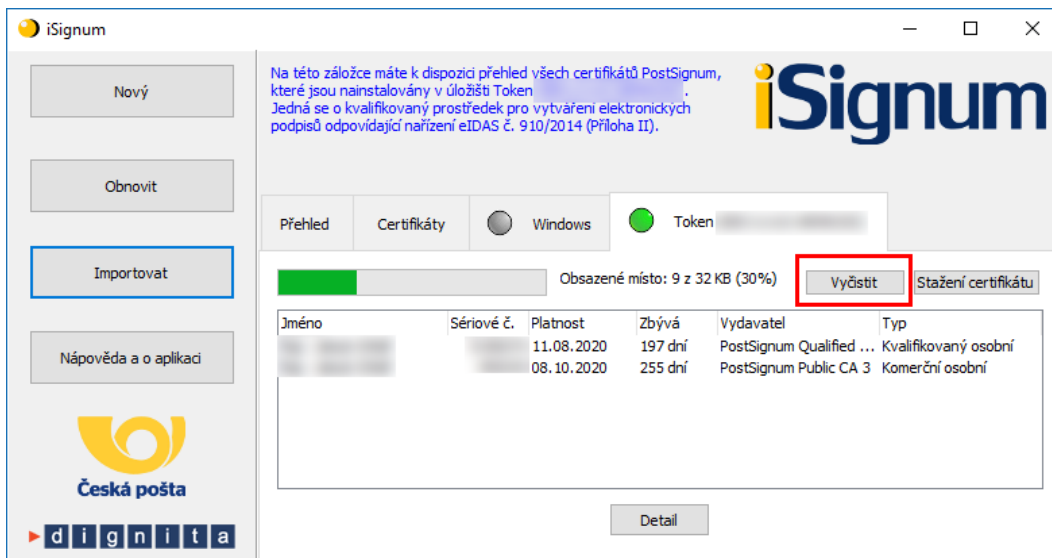 iSignum
Nový
Obnovit
Importovat
Nápověda a o aplikaci
Česká pošta
dignita
Na této záložce máte k dispozici přehled všech certifikátů PostSignum,
které jsou nainstalovány v úložišti Token .
Jedná se o kvalifikovaný prostředek pro vytváření elektronických
podpisů odpovídající nařízení eIDAS č. 910/2014 (Příloha II).
iSignum
Přehled Certifikáty Windows Token
Obsazené místo: 9 z 32 KB (30%) Vyčistit Stažení certifikátu
Jméno Sériové č. Platnost Zbývá Vydavatel Typ
11.08.2020 197 dní PostSignum Qualified ... Kvalifikovaný osobní
08.10.2020 255 dní PostSignum Public CA 3 Komerční osobní
Detail